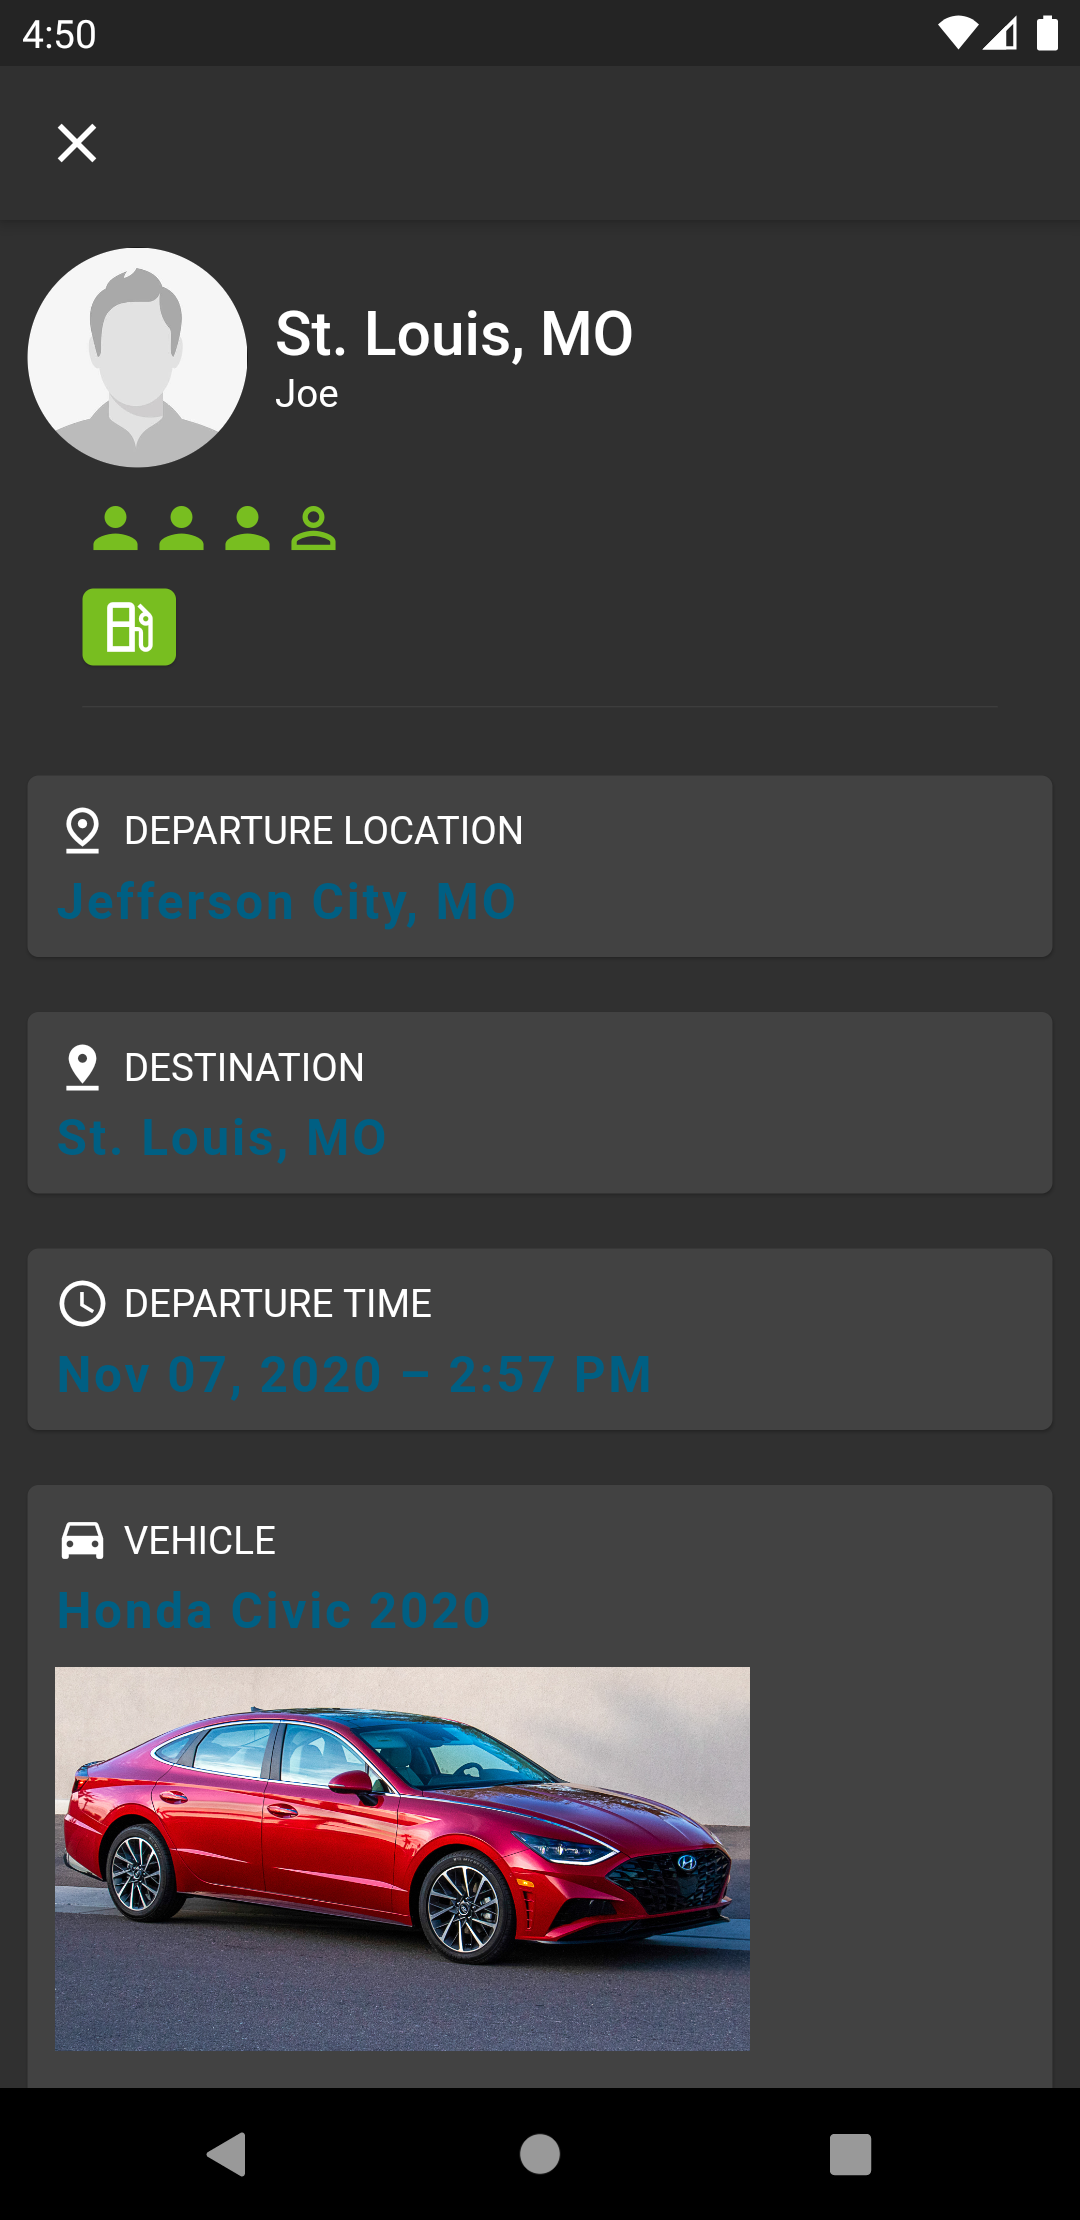 4:50
St. Louis, MO
Joe
DEPARTURE LOCATION
Jefferson City, MO
DESTINATION
St. Louis, MO
DEPARTURE TIME
Nov 07, 2020 – 2:57 PM
VEHICLE
Honda Civic 2020